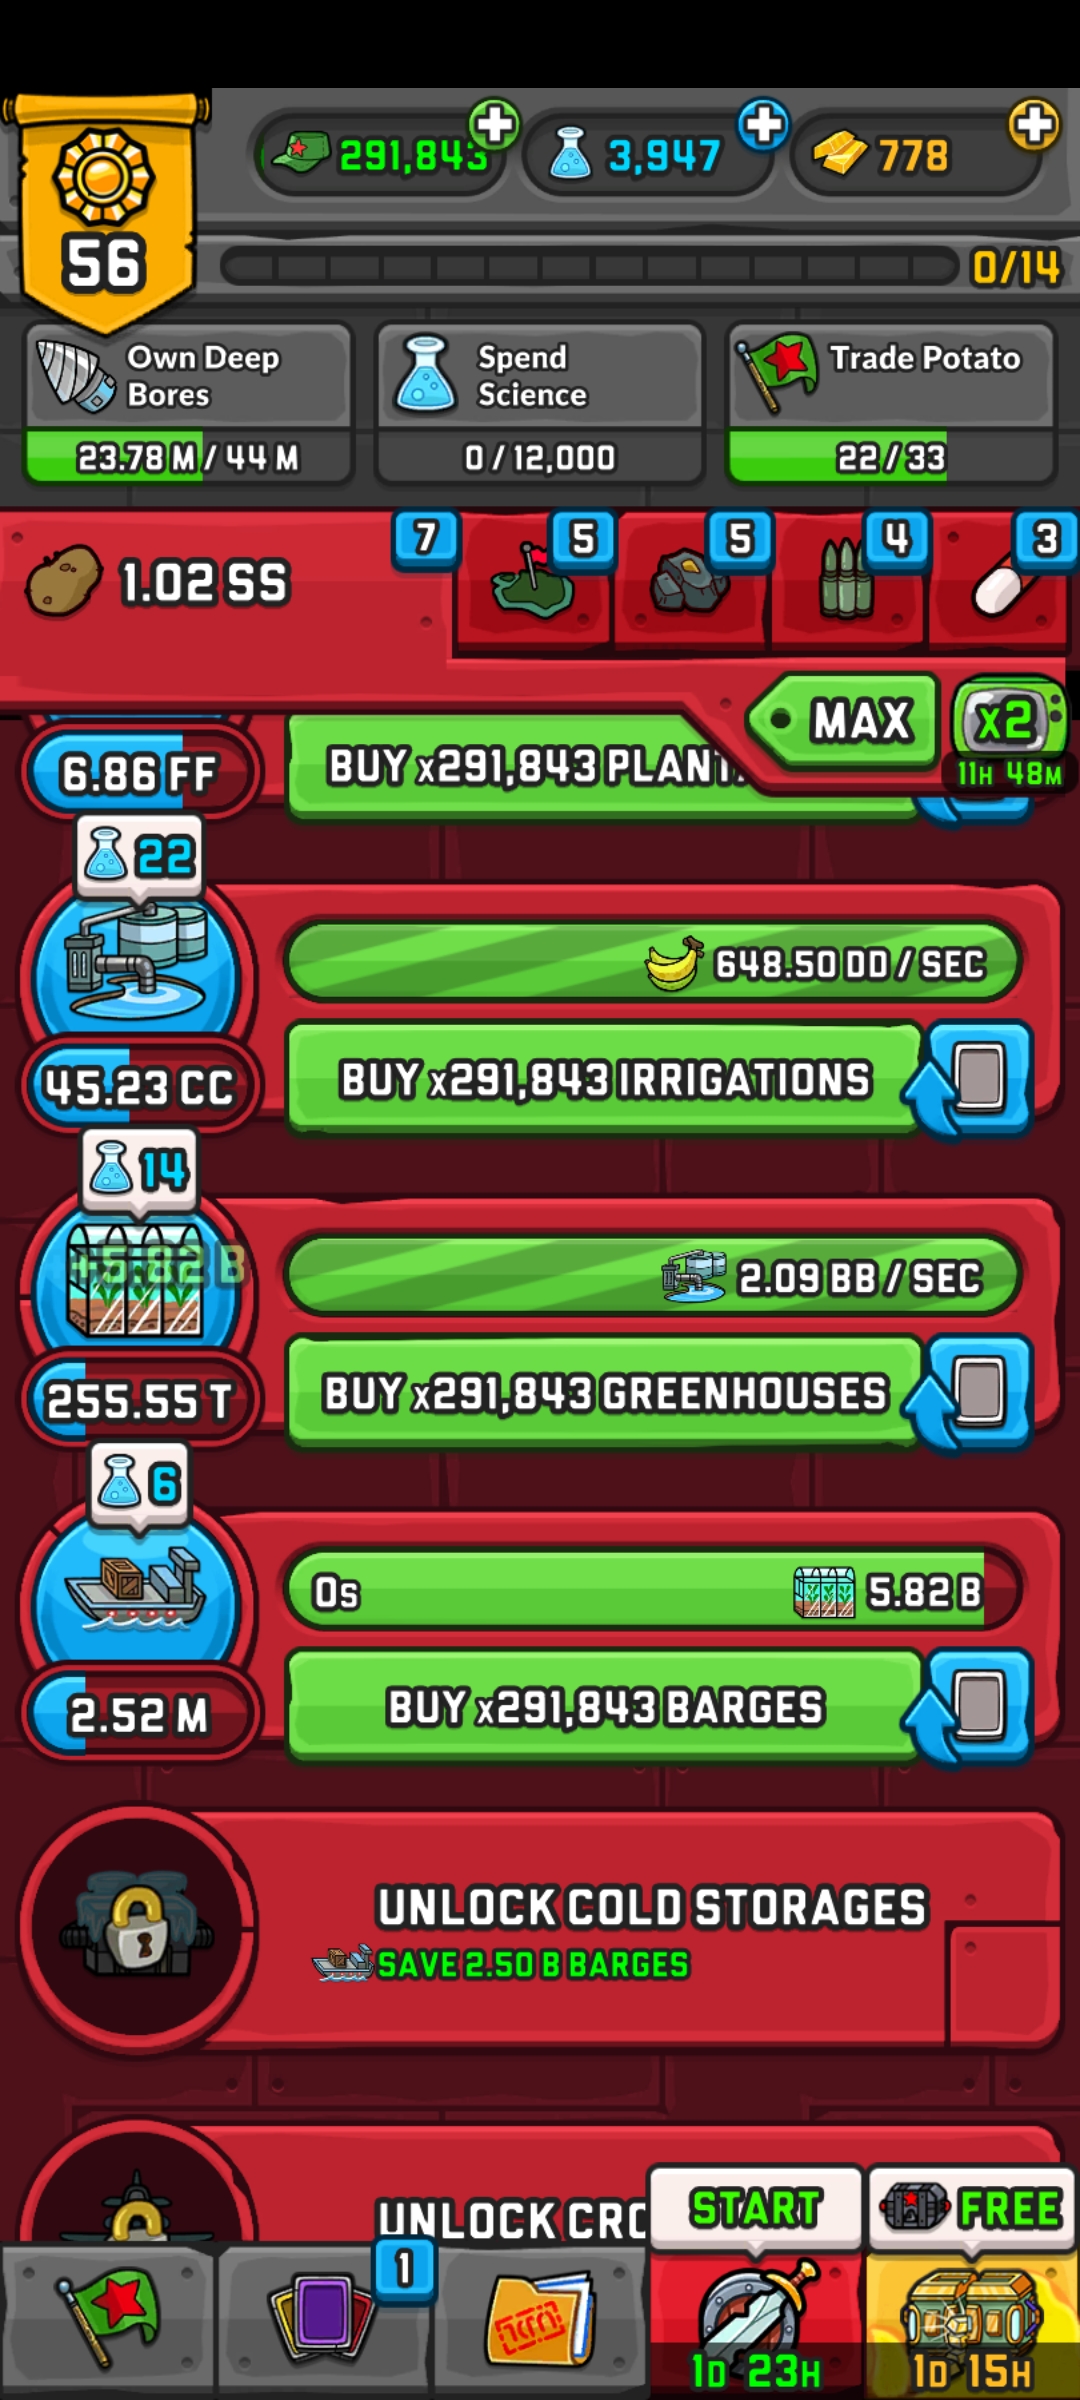 56
291,843
3,947
778
0/14
Own Deep
Bores
23.78 M / 44 M
Spend
Science
0 / 12,000
Trade Potato
22 / 33
1.02 SS
7
5
5
4
3
MAX
x2
11H 48M
6.86 FF
BUY x291,843 PLANT
22
648.50 DD / SEC
45.23 CC
BUY x291,843 IRRIGATIONS
14
+5.82 B
2.09 BB / SEC
255.55 T
BUY x291,843 GREENHOUSES
6
0s
5.82 B
2.52 M
BUY x291,843 BARGES
UNLOCK COLD STORAGES
SAVE 2.50 B BARGES
UNLOCK CRO
START
FREE
1
1D 23H
1D 15H